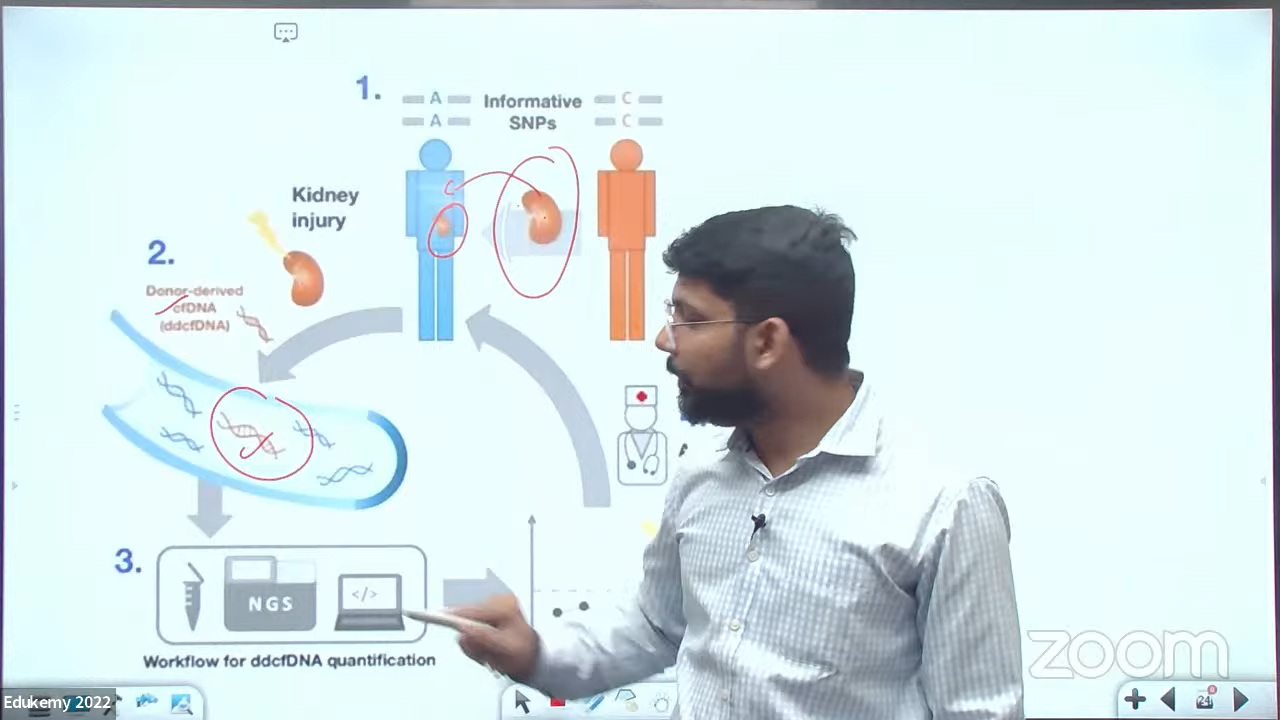 1.
A
A
Informative
SNPs
C
C
Kidney
injury
2.
Donor-derived
cfDNA
(ddcfDNA)
3.
NGS
</>
Workflow for ddcfDNA quantification
zoom
Edukemy 2022
24